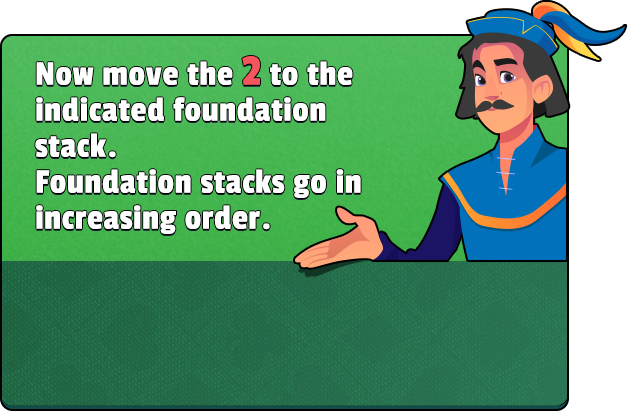 Now move the 2 to the
indicated foundation
stack.
Foundation stacks go in
increasing order.